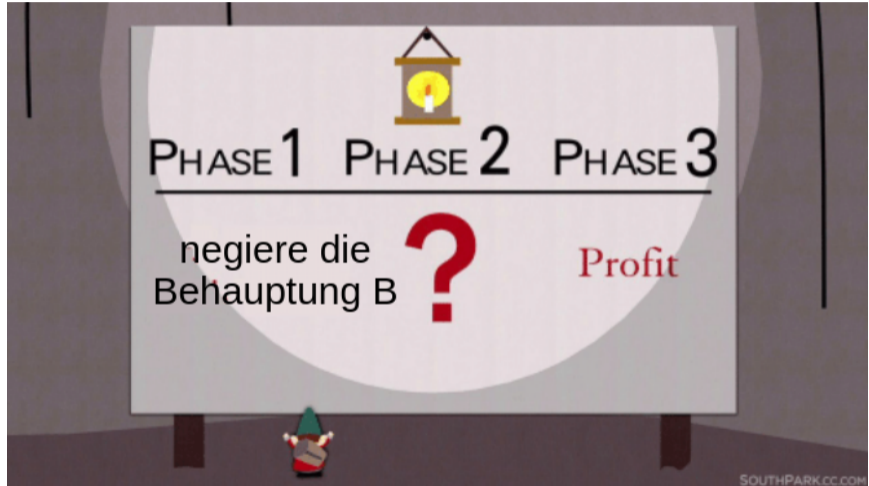 PHASE 1 PHASE 2 PHASE 3
negiere die
Behauptung B
?
Profit
SOUTHPARK.CC.COM